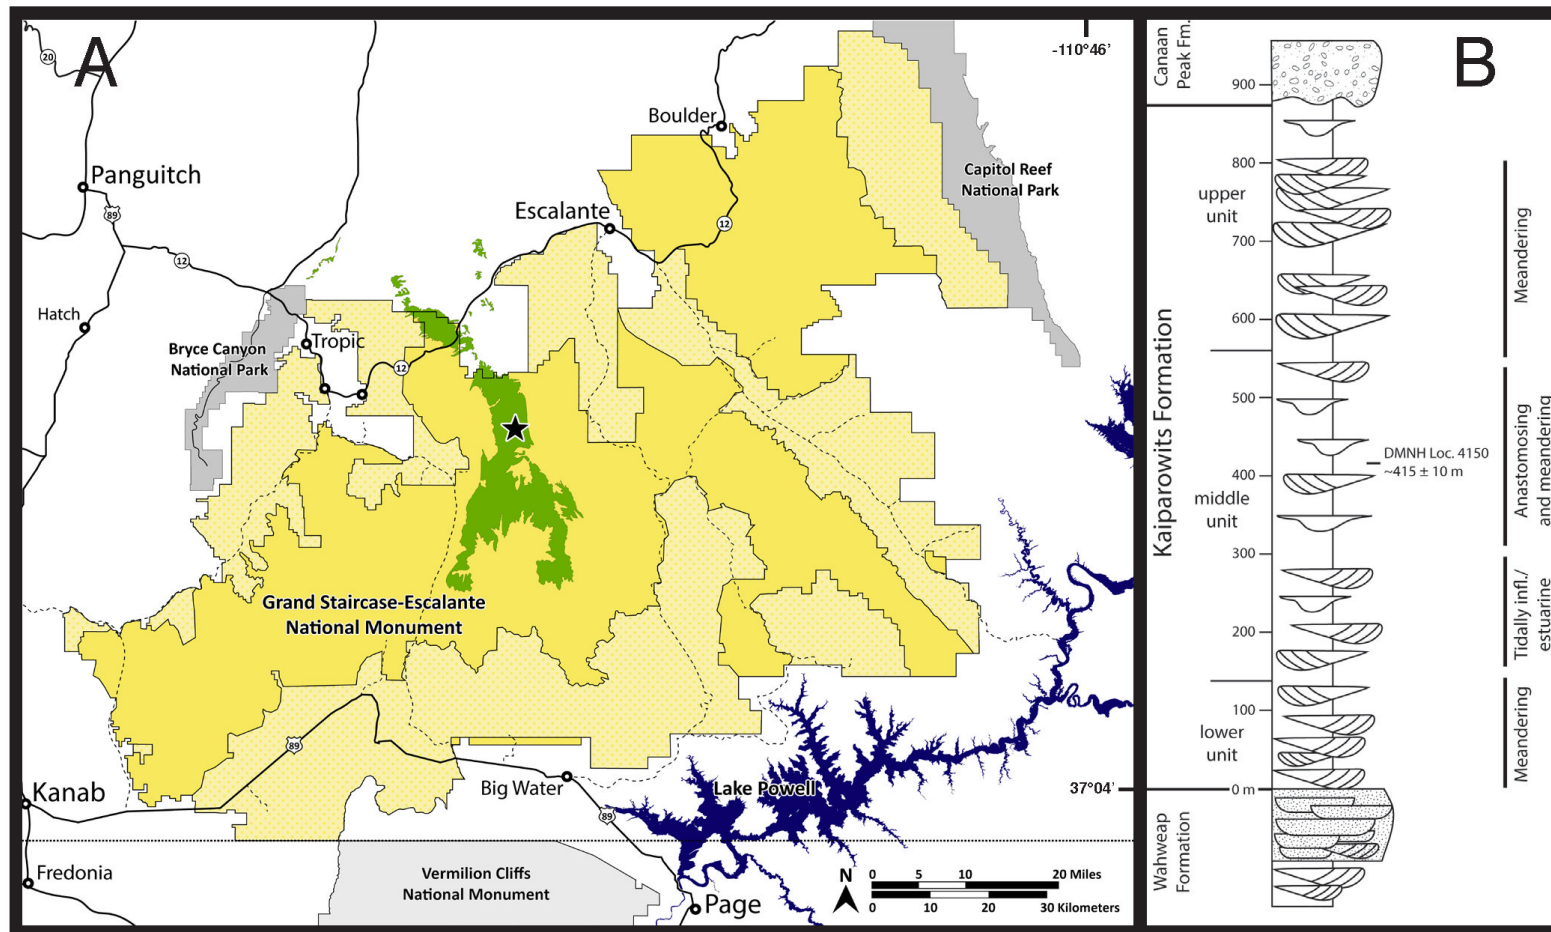 A
20
-110°46'
Boulder
Panguitch
Capitol Reef
National Park
Escalante
89
12
12
Hatch
Bryce Canyon
National Park
Tropic
12
Grand Staircase-Escalante
National Monument
89
Kanab
Big Water
Lake Powell
37°04'
89
Fredonia
Vermilion Cliffs
National Monument
Page
N
0 5 10 20 Miles
0 10 20 30 Kilometers
B
Canaan
Peak Fm.
900
800
upper
unit
700
600
Meandering
Kaiparowits Formation
500
DMNH Loc. 4150
~415 ± 10 m
400
middle
unit
Anastomosing
and meandering
300
200
Tidally infl./
estuarine
100
lower
unit
Meandering
0 m
Wahweap
Formation